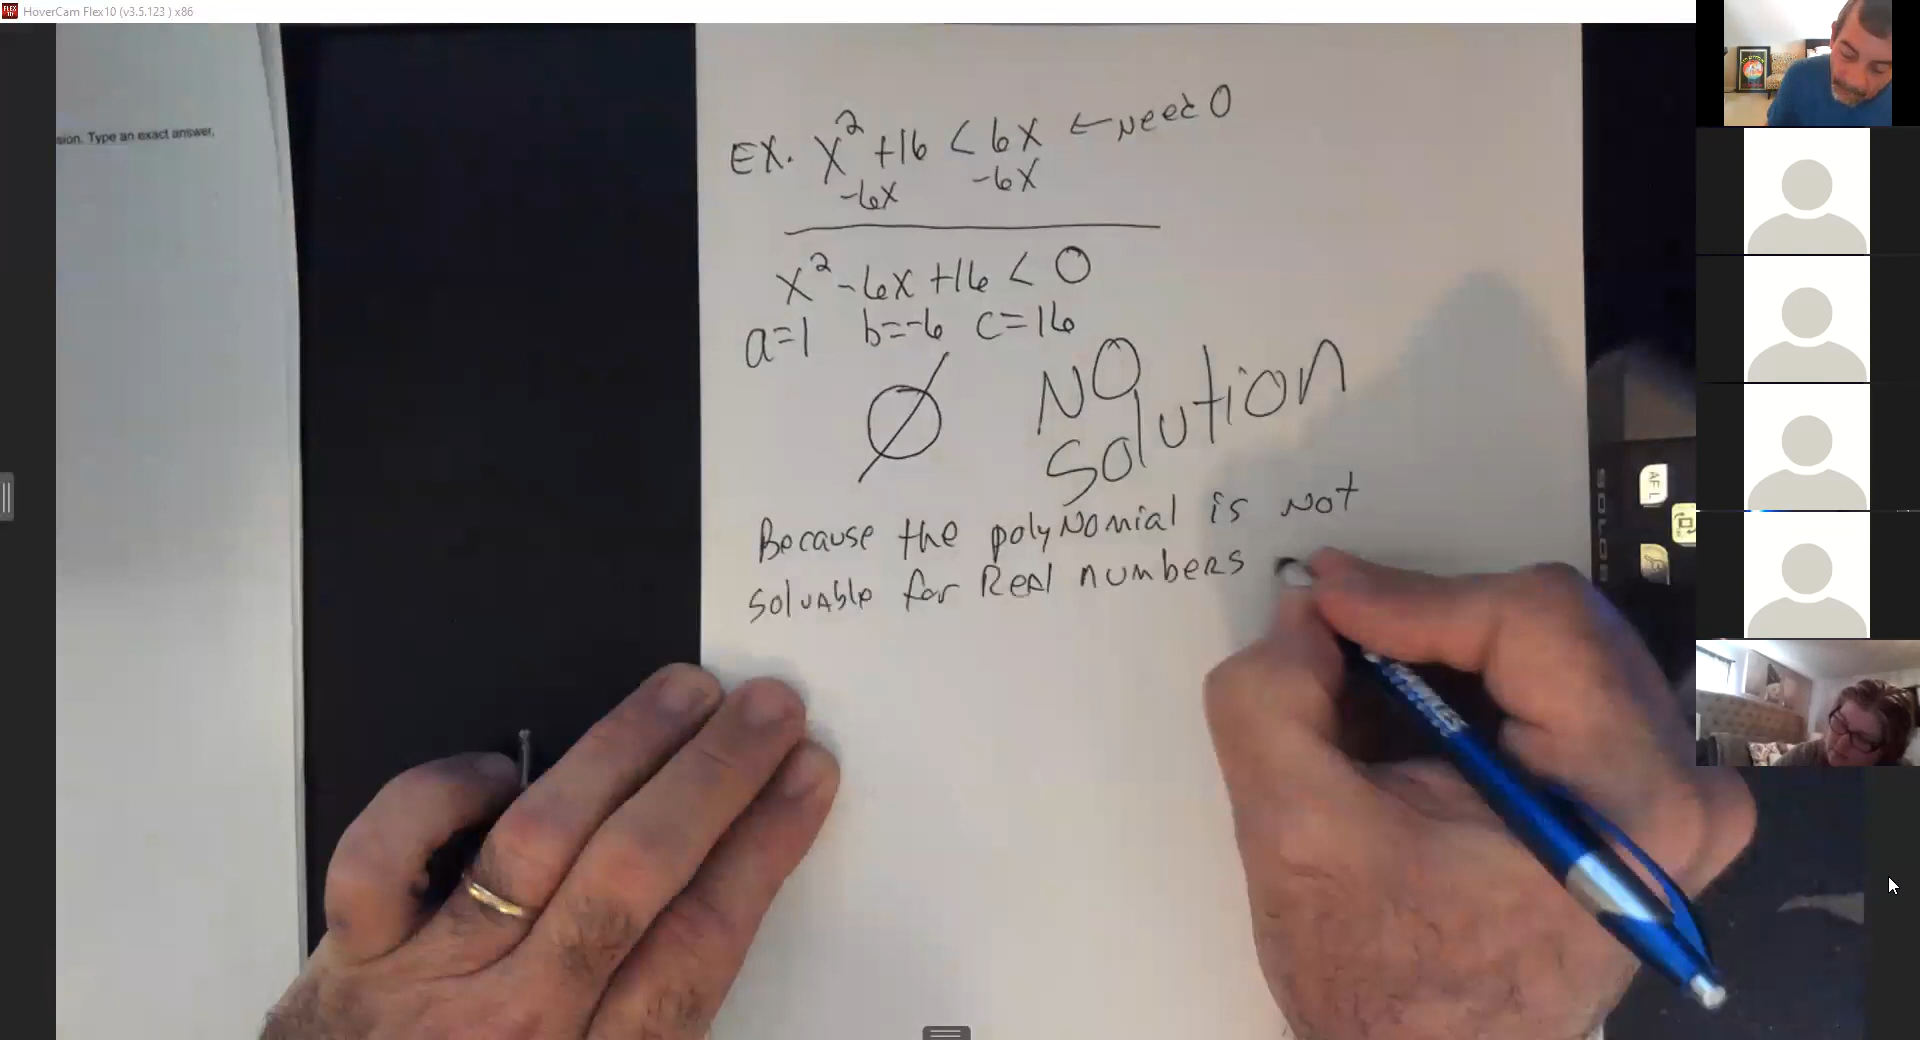 HoverCam Flex10 (v3.5.123 ) x86
sion. Type an exact answer,
EX. x² +16 < 6x ← Need 0
-6x -6x
x² -6x +16 < 0
a=1 b=-6 c=16
∅ NO
solution
Because the polynomial is not
soluable for Real numbers
AF L